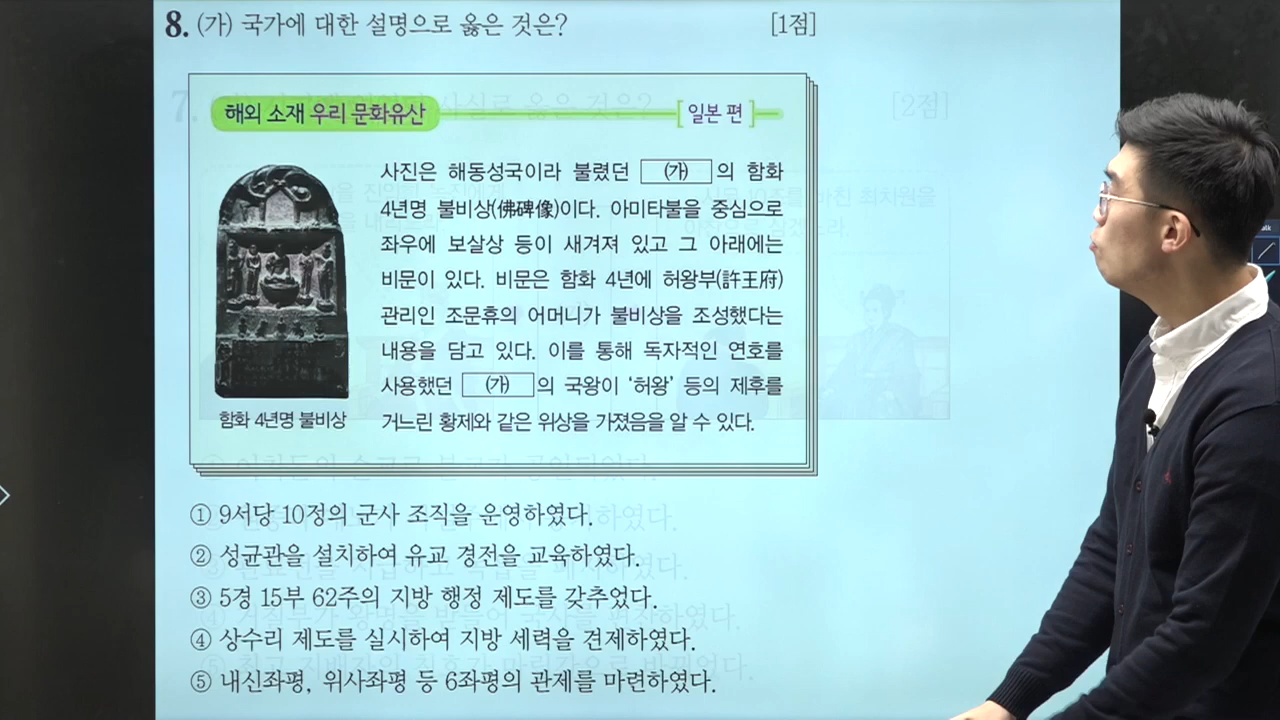 8. (가) 국가에 대한 설명으로 옳은 것은? [1점]
해외 소재 우리 문화유산 [일본 편]
사진은 해동성국이라 불렸던 (가) 의 함화
4년명 불비상(佛碑像)이다. 아미타불을 중심으로
좌우에 보살상 등이 새겨져 있고 그 아래에는
비문이 있다. 비문은 함화 4년에 허왕부(許王府)
관리인 조문휴의 어머니가 불비상을 조성했다는
내용을 담고 있다. 이를 통해 독자적인 연호를
사용했던 (가) 의 국왕이 ‘허왕’ 등의 제후를
거느린 황제와 같은 위상을 가졌음을 알 수 있다.
함화 4년명 불비상
① 9서당 10정의 군사 조직을 운영하였다.
② 성균관을 설치하여 유교 경전을 교육하였다.
③ 5경 15부 62주의 지방 행정 제도를 갖추었다.
④ 상수리 제도를 실시하여 지방 세력을 견제하였다.
⑤ 내신좌평, 위사좌평 등 6좌평의 관제를 마련하였다.